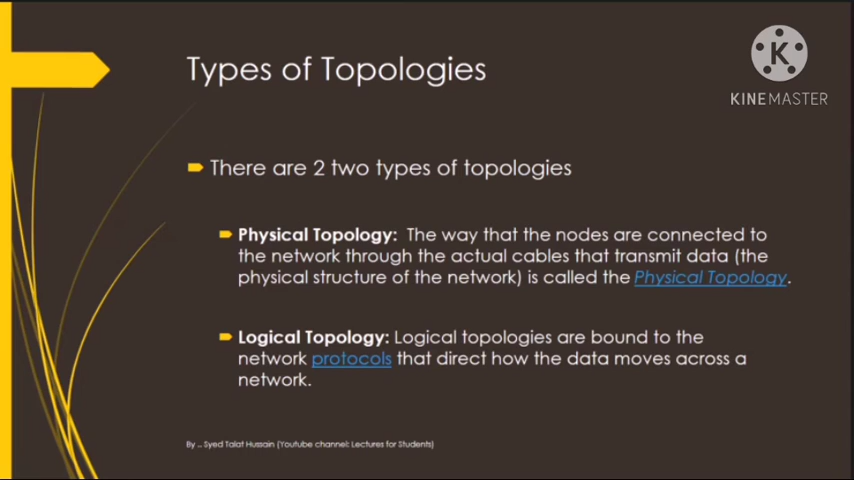 Types of Topologies
K
KINEMASTER
There are 2 two types of topologies
Physical Topology: The way that the nodes are connected to
the network through the actual cables that transmit data (the
physical structure of the network) is called the Physical Topology.
Logical Topology: Logical topologies are bound to the
network protocols that direct how the data moves across a
network.
By .. Syed Talat Hussain (Youtube channel: Lectures for Students)